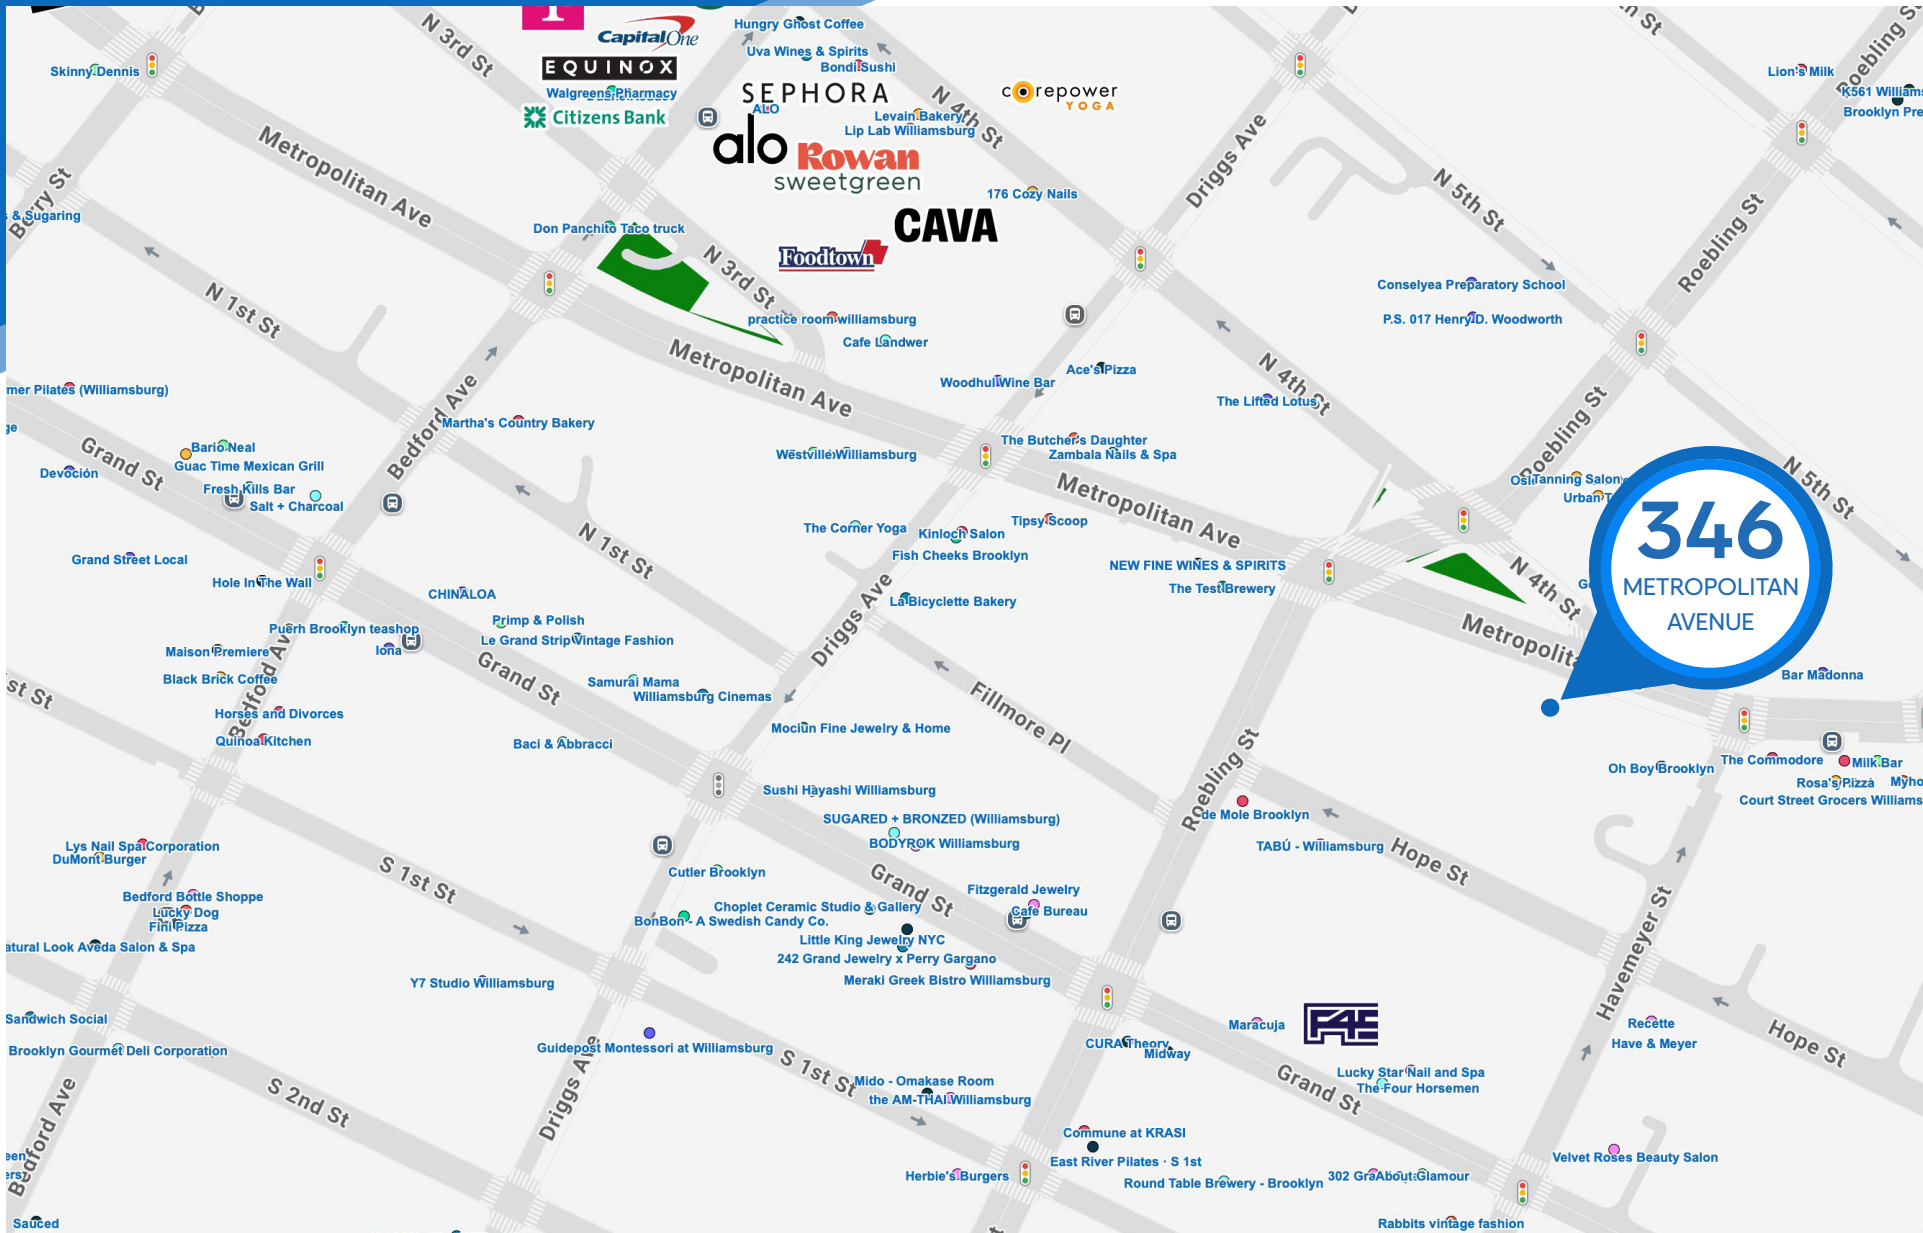 N 3rd St
CapitalOne
EQUINOX
Walgreens Pharmacy
Citizens Bank
Hungry Ghost Coffee
Uva Wines & Spirits
Bondi Sushi
SEPHORA
ALO
alo
Rowan
sweetgreen
Levain Bakery
Lip Lab Williamsburg
N 4th St
corepower
YOGA
176 Cozy Nails
CAVA
Foodtown
Skinny Dennis
Metropolitan Ave
Berry St
& Sugaring
Don Panchito Taco truck
N 3rd St
Driggs Ave
N 5th St
Roebling St
Lion's Milk
K561 Williams
Brooklyn Pre
Roebling St
Conselyea Preparatory School
P.S. 017 Henry D. Woodworth
N 1st St
practice room williamsburg
Cafe Landwer
Metropolitan Ave
Woodhul Wine Bar
Ace's Pizza
N 4th St
The Lifted Lotus
Roebling St
mer Pilates (Williamsburg)
ge
Grand St
Bario Neal
Guac Time Mexican Grill
Devoción
Fresh Kills Bar
Salt + Charcoal
Bedford Ave
Martha's Country Bakery
Westville Williamsburg
The Butcher's Daughter
Zambala Nails & Spa
Metropolitan Ave
Tanning Salon
Urban T
N 5th St
346
METROPOLITAN
AVENUE
Grand Street Local
Hole In The Wall
CHINALOA
N 1st St
The Corner Yoga
Kinloch Salon
Tipsy Scoop
Fish Cheeks Brooklyn
NEW FINE WINES & SPIRITS
The Test Brewery
N 4th St
La Bicyclette Bakery
Driggs Ave
Puerh Brooklyn teashop
Primp & Polish
Le Grand Strip Vintage Fashion
Maison Premiere
Iona
Black Brick Coffee
Bedford Av
Grand St
Samurai Mama
Williamsburg Cinemas
Metropolita
Bar Madonna
st St
Horses and Divorces
Quinoa Kitchen
Baci & Abbracci
Mociun Fine Jewelry & Home
Fillmore Pl
Roebling St
Oh Boy Brooklyn
The Commodore
Milk Bar
Rosa's Pizza
Myho
Court Street Grocers Williams
Sushi Hayashi Williamsburg
SUGARED + BRONZED (Williamsburg)
BODYROK Williamsburg
de Mole Brooklyn
TABÚ - Williamsburg
Hope St
Lys Nail Spa Corporation
DuMont Burger
S 1st St
Cutler Brooklyn
Grand St
Fitzgerald Jewelry
Cafe Bureau
Bedford Bottle Shoppe
Lucky Dog
Fini Pizza
atural Look Aveda Salon & Spa
Choplet Ceramic Studio & Gallery
BonBon - A Swedish Candy Co.
Little King Jewelry NYC
242 Grand Jewelry x Perry Gargano
Meraki Greek Bistro Williamsburg
Havemeyer St
Y7 Studio Williamsburg
Sandwich Social
Brooklyn Gourmet Deli Corporation
Guidepost Montessori at Williamsburg
CURA Theory
Midway
Maracuja
F4E
Recette
Have & Meyer
Hope St
S 2nd St
Driggs Ave
S 1st St
Mido - Omakase Room
the AM-THAI Williamsburg
Grand St
Lucky Star Nail and Spa
The Four Horsemen
Bedford Ave
Commune at KRASI
East River Pilates · S 1st
Herbie's Burgers
Round Table Brewery - Brooklyn
About Glamour
Velvet Roses Beauty Salon
Sauced
Rabbits vintage fashion